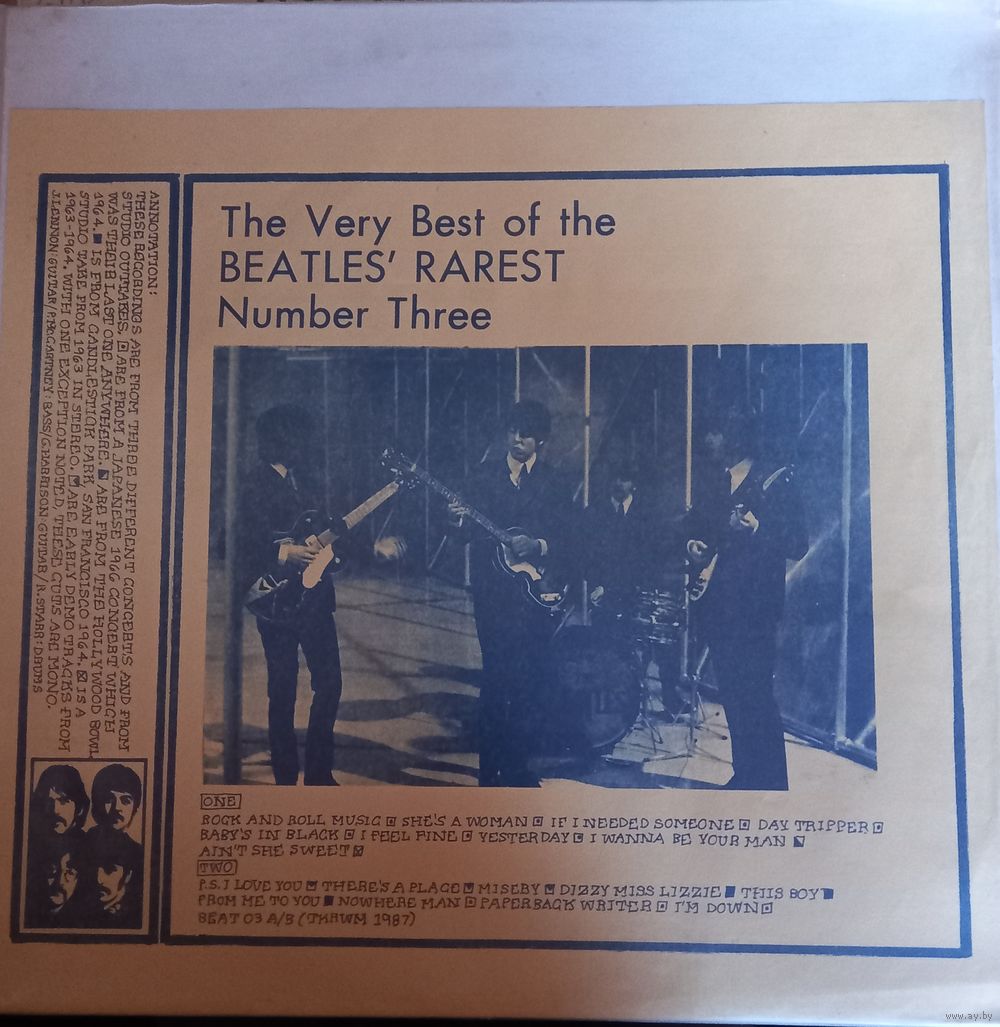 The Very Best of the
BEATLES' RAREST
Number Three
ANNOTATION:
THESE RECORDINGS ARE FROM THREE DIFFERENT CONCERTS AND FROM
STUDIO OUTTAKES. ▣ ARE FROM A JAPANESE 1966 CONCERT WHICH
WAS THEIR LAST ONE ANYWHERE. ◪ ARE FROM THE HOLLYWOOD BOWL
1964. ■ IS FROM CANDLESTICK PARK SAN FRANCISCO 1964. ☒ IS A
STUDIO TAKE FROM 1963 IN STEREO. ◪ ARE EARLY DEMO TRACKS FROM
1963-1964. WITH ONE EXCEPTION NOTED, THESE CUTS ARE MONO.
J.LENNON:GUITAR/P.MCCARTNEY:BASS/G.HARRISON:GUITAR/R.STARR:DRUMS
ONE
ROCK AND ROLL MUSIC ▣ SHE'S A WOMAN ▣ IF I NEEDED SOMEONE ▣ DAY TRIPPER ▣
BABY'S IN BLACK ▣ I FEEL FINE ▣ YESTERDAY ▣ I WANNA BE YOUR MAN ◪
AIN'T SHE SWEET ☒
TWO
P.S. I LOVE YOU ◪ THERE'S A PLACE ◪ MISERY ◪ DIZZY MISS LIZZIE ■ THIS BOY ■
FROM ME TO YOU ■ NOWHERE MAN ▣ PAPERBACK WRITER ▣ I'M DOWN ▣
BEAT 03 A/B (TKRWM 1987)
www.ay.by